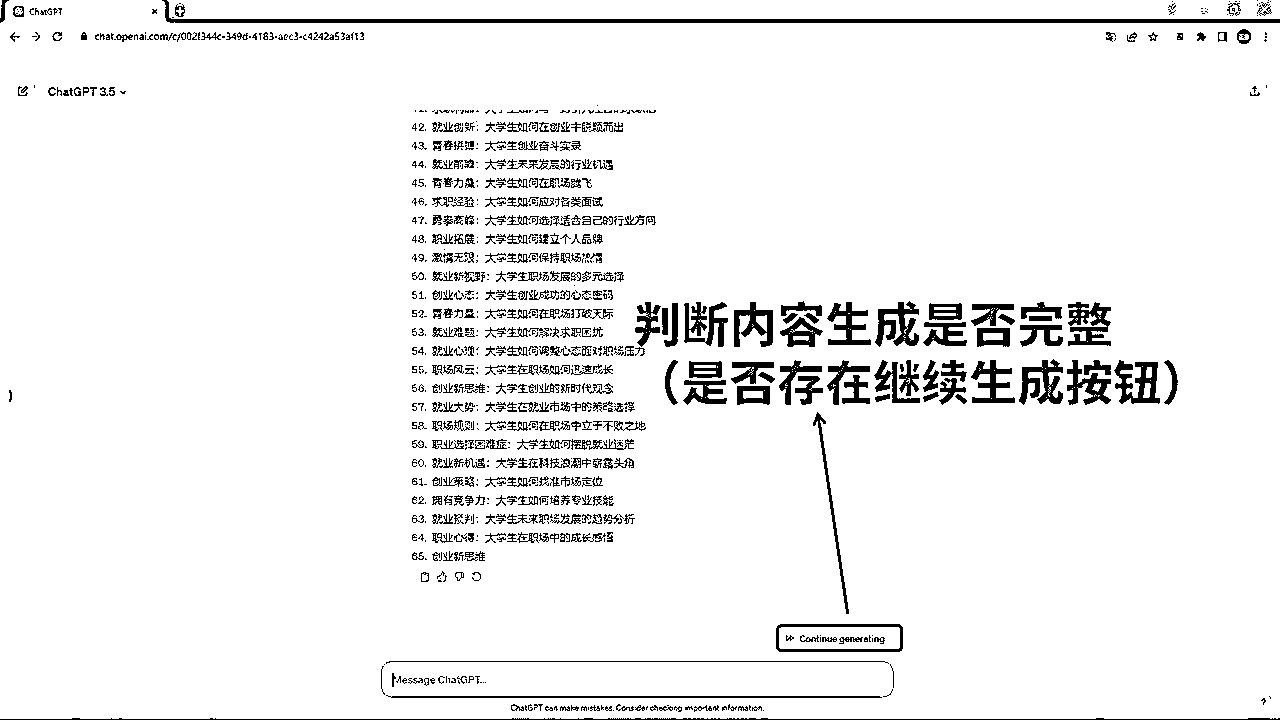 ChatGPT
chat.openai.com/c/002f344c-349d-4183-aec3-c4242a53af13
ChatGPT 3.5
42. 就业创新：大学生如何在创业中脱颖而出
43. 青春拼搏：大学生创业奋斗实录
44. 就业前瞻：大学生未来发展的行业机遇
45. 青春力量：大学生如何在职场腾飞
46. 求职经验：大学生如何应对各类面试
47. 勇攀高峰：大学生如何选择适合自己的行业方向
48. 职业拓展：大学生如何建立个人品牌
49. 激情无限：大学生如何保持职场热情
50. 就业新视野：大学生职场发展的多元选择
51. 创业心态：大学生创业成功的心态密码
52. 青春力量：大学生如何在职场打破天际
53. 就业难题：大学生如何解决求职困扰
54. 就业心理：大学生如何调整心态面对职场压力
55. 职场风云：大学生在职场如何迅速成长
56. 创业新思维：大学生创业的新时代观念
57. 就业大势：大学生在就业市场中的策略选择
58. 职场规则：大学生如何在职场中立于不败之地
59. 职业选择困难症：大学生如何摆脱就业迷茫
60. 就业新机遇：大学生在科技浪潮中崭露头角
61. 创业策略：大学生如何找准市场定位
62. 拥有竞争力：大学生如何培养专业技能
63. 就业谈判：大学生未来职场发展的趋势分析
64. 职业心得：大学生在职场中的成长感悟
65. 创业新思维
判断内容生成是否完整
（是否存在继续生成按钮）
Continue generating
Message ChatGPT...
ChatGPT can make mistakes. Consider checking important information.